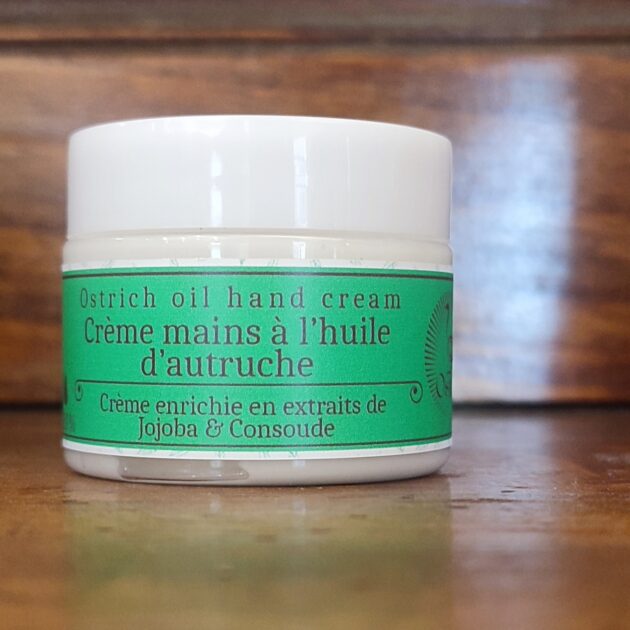 Ostrich oil hand cream
Crème mains à l'huile
d'autruche
Crème enrichie en extraits de
Jojoba & Consoude